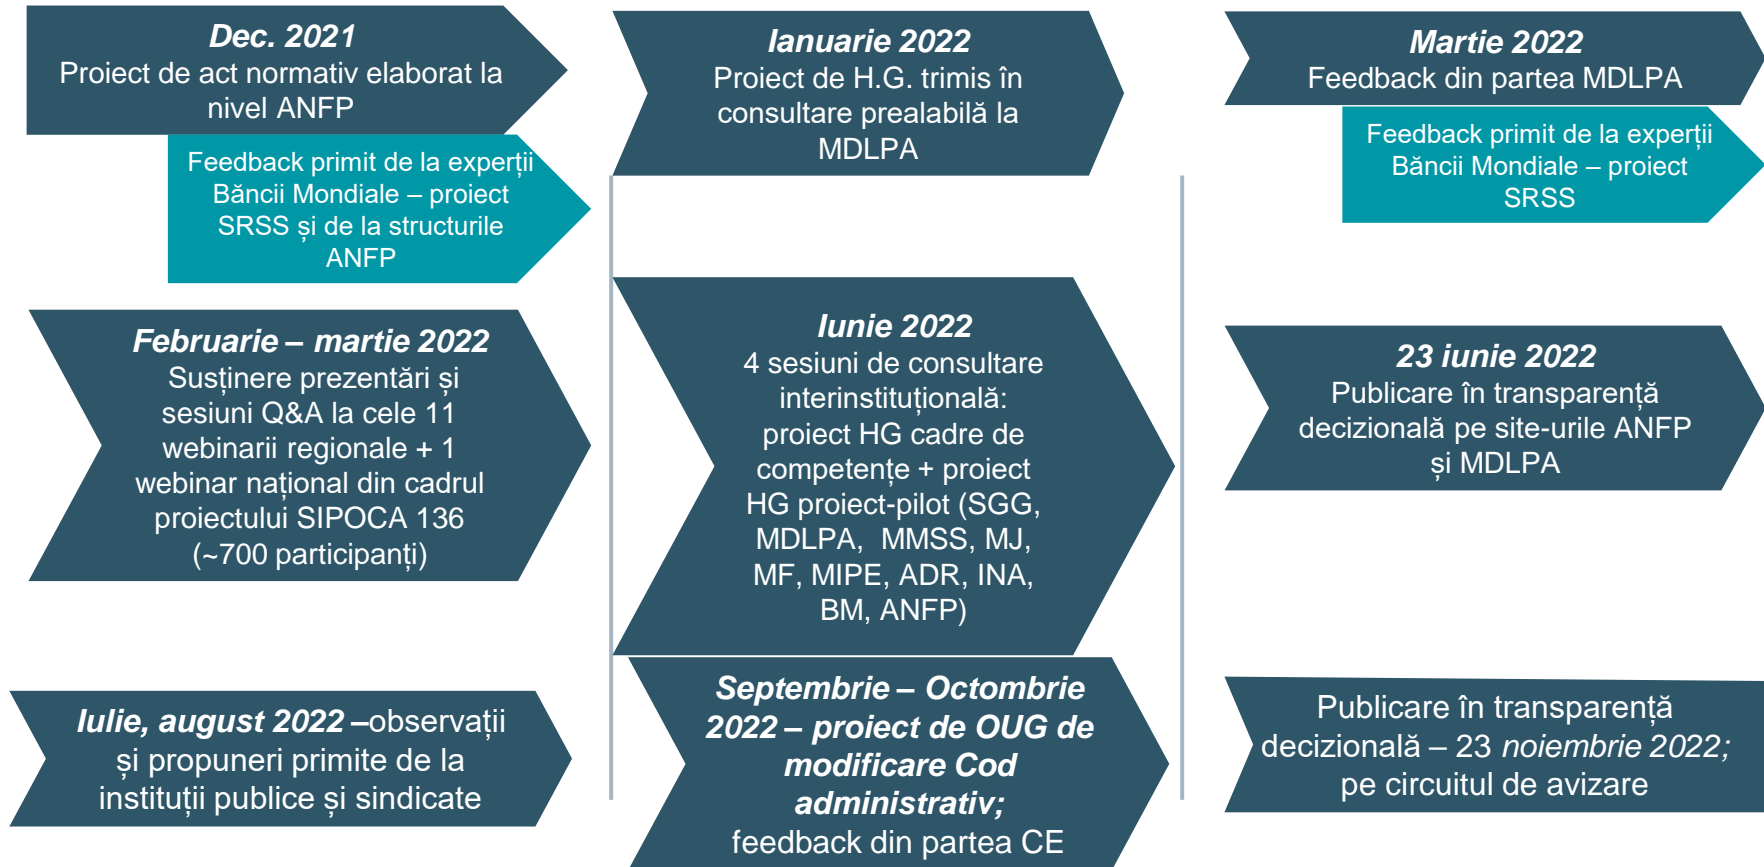 Dec. 2021
Proiect de act normativ elaborat la
nivel ANFP
Feedback primit de la experții
Băncii Mondiale – proiect
SRSS și de la structurile
ANFP
Ianuarie 2022
Proiect de H.G. trimis în
consultare prealabilă la
MDLPA
Martie 2022
Feedback din partea MDLPA
Feedback primit de la experții
Băncii Mondiale – proiect
SRSS
Februarie – martie 2022
Susținere prezentări și
sesiuni Q&A la cele 11
webinarii regionale + 1
webinar național din cadrul
proiectului SIPOCA 136
(~700 participanți)
Iunie 2022
4 sesiuni de consultare
interinstituțională:
proiect HG cadre de
competențe + proiect
HG proiect-pilot (SGG,
MDLPA, MMSS, MJ,
MF, MIPE, ADR, INA,
BM, ANFP)
23 iunie 2022
Publicare în transparență
decizională pe site-urile ANFP
și MDLPA
Iulie, august 2022 –observații
și propuneri primite de la
instituții publice și sindicate
Septembrie – Octombrie
2022 – proiect de OUG de
modificare Cod
administrativ;
feedback din partea CE
Publicare în transparență
decizională – 23 noiembrie 2022;
pe circuitul de avizare